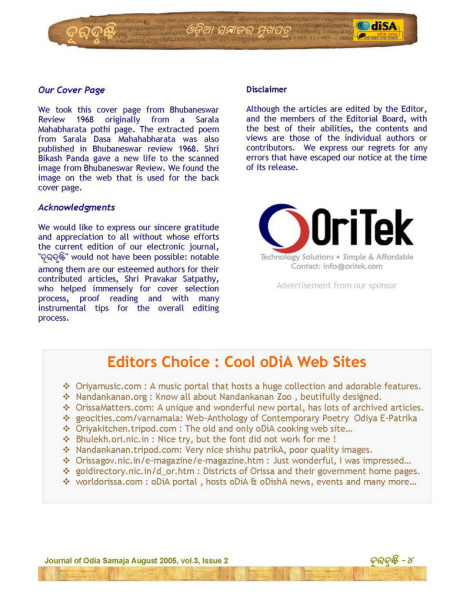 ଦୂରଦୃଷ୍ଟି
ଓଡ଼ିଆ ସମାଜର ମୁଖପତ୍ର
odiSA
Our Cover Page
We took this cover page from Bhubaneswar
Review 1968 originally from a Sarala
Mahabharata pothi page. The extracted poem
from Sarala Dasa Mahahabharata was also
published in Bhubaneswar review 1968. Shri
Bikash Panda gave a new life to the scanned
image from Bhubaneswar Review. We found the
image on the web that is used for the back
cover page.
Acknowledgments
We would like to express our sincere gratitude
and appreciation to all without whose efforts
the current edition of our electronic journal,
"ଦୂରଦୃଷ୍ଟି" would not have been possible: notable
among them are our esteemed authors for their
contributed articles, Shri Pravakar Satpathy,
who helped immensely for cover selection
process, proof reading and with many
instrumental tips for the overall editing
process.
Disclaimer
Although the articles are edited by the Editor,
and the members of the Editorial Board, with
the best of their abilities, the contents and
views are those of the individual authors or
contributors. We express our regrets for any
errors that have escaped our notice at the time
of its release.
OriTek
Technology Solutions • Simple & Affordable
Contact: info@oritek.com
Advertisement from our sponsor
Editors Choice : Cool oDiA Web Sites
❖ Oriyamusic.com : A music portal that hosts a huge collection and adorable features.
❖ Nandankanan.org : Know all about Nandankanan Zoo , beutifully designed.
❖ OrissaMatters.com: A unique and wonderful new portal, has lots of archived articles.
❖ geocities.com/varnamala: Web-Anthology of Contemporary Poetry Odiya E-Patrika
❖ Oriyakitchen.tripod.com : The old and only oDiA cooking web site…
❖ Bhulekh.ori.nic.in : Nice try, but the font did not work for me !
❖ Nandankanan.tripod.com: Very nice shishu patrikA, poor quality images.
❖ Orissagov.nic.in/e-magazine/e-magazine.htm : Just wonderful, I was impressed…
❖ goidirectory.nic.in/d_or.htm : Districts of Orissa and their government home pages.
❖ worldorissa.com : oDiA portal , hosts oDiA & oDishA news, events and many more…
Journal of Odia Samaja August 2005, vol.3, Issue 2
ଦୂରଦୃଷ୍ଟି – ୪